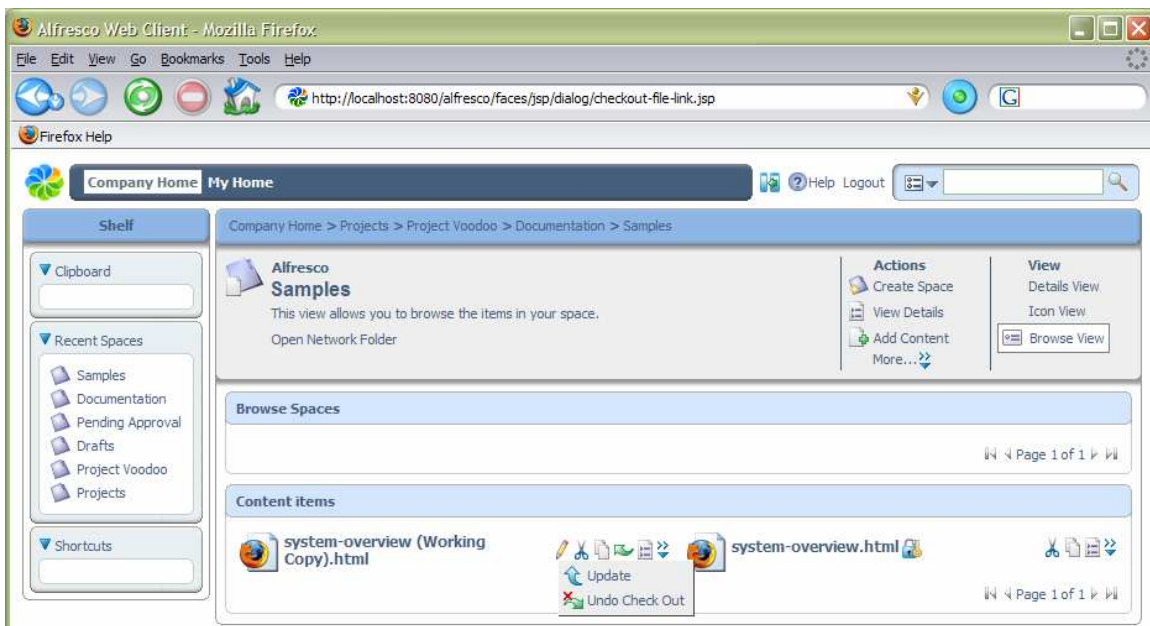 Alfresco Web Client - Mozilla Firefox
File Edit View Go Bookmarks Tools Help
http://localhost:8080/alfresco/faces/jsp/dialog/checkout-file-link.jsp
G
Firefox Help
Company Home My Home
Help Logout
Shelf
Company Home > Projects > Project Voodoo > Documentation > Samples
Clipboard
Recent Spaces
Samples
Documentation
Pending Approval
Drafts
Project Voodoo
Projects
Shortcuts
Alfresco
Samples
This view allows you to browse the items in your space.
Open Network Folder
Actions
Create Space
View Details
Add Content
More...
View
Details View
Icon View
Browse View
Browse Spaces
Page 1 of 1
Content items
system-overview (Working
Copy).html
Update
Undo Check Out
system-overview.html
Page 1 of 1